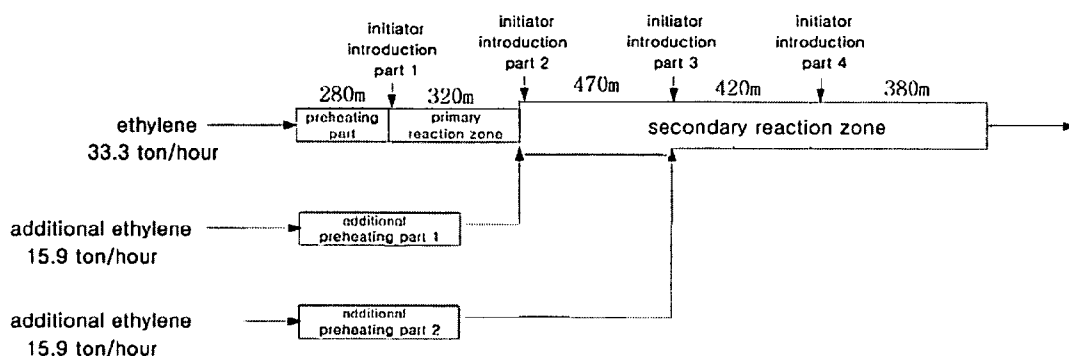 initiator
introduction
part 1
initiator
introduction
part 2
initiator
introduction
part 3
initiator
introduction
part 4
280m
320m
470m
420m
380m
ethylene
33.3 ton/hour
preheating
part
primary
reaction zone
secondary reaction zone
additional ethylene
15.9 ton/hour
additional
preheating part 1
additional ethylene
15.9 ton/hour
additional
preheating part 2